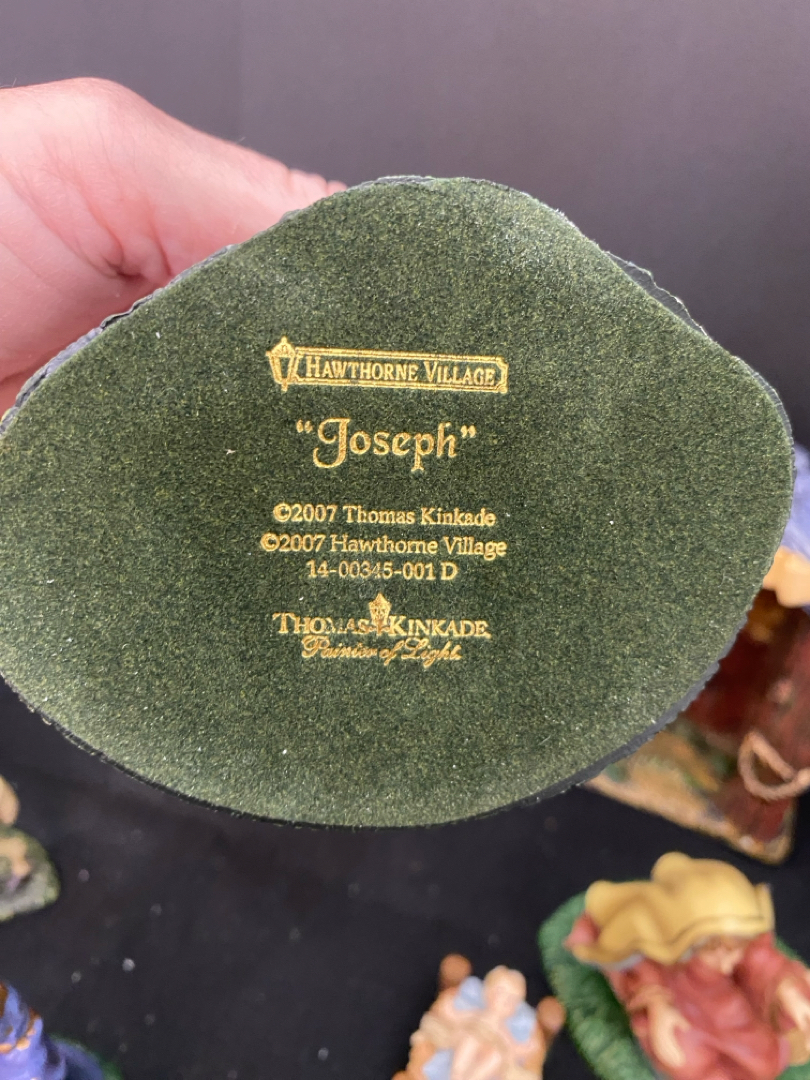 HAWTHORNE VILLAGE
“Joseph”
©2007 Thomas Kinkade
©2007 Hawthorne Village
14-00345-001 D
THOMAS KINKADE
Painter of Light